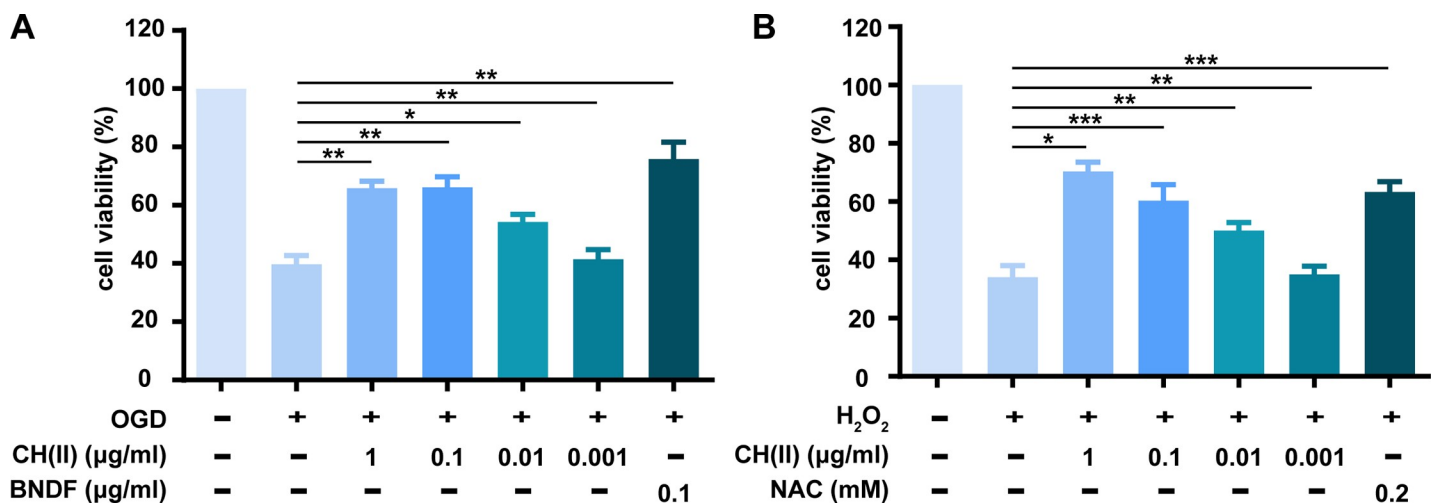 A
cell viability (%)
120
100
80
60
40
20
0
**
**
*
**
**
OGD - + + + + + +
CH(II) (μg/ml) - - 1 0.1 0.01 0.001 -
BNDF (μg/ml) - - - - - - 0.1
B
cell viability (%)
120
100
80
60
40
20
0
***
**
**
***
*
H₂O₂ - + + + + + +
CH(II) (μg/ml) - - 1 0.1 0.01 0.001 -
NAC (mM) - - - - - - 0.2